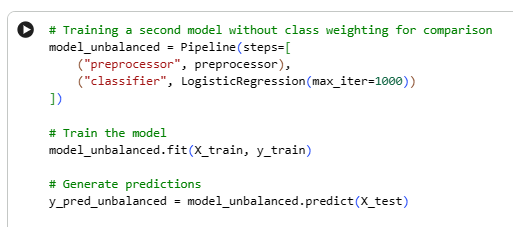 # Training a second model without class weighting for comparison
model_unbalanced = Pipeline(steps=[
    ("preprocessor", preprocessor),
    ("classifier", LogisticRegression(max_iter=1000))
])

# Train the model
model_unbalanced.fit(X_train, y_train)

# Generate predictions
y_pred_unbalanced = model_unbalanced.predict(X_test)